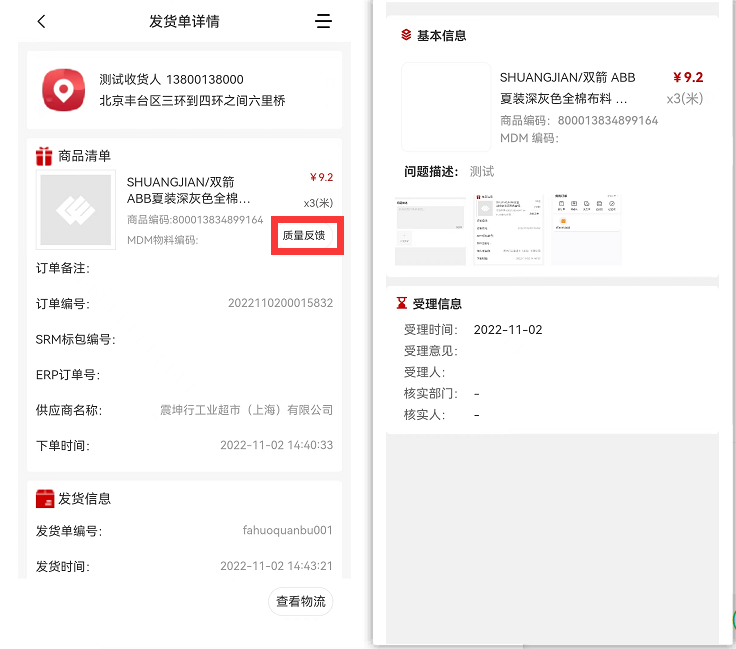 发货单详情
测试收货人 13800138000
北京丰台区三环到四环之间六里桥
商品清单
SHUANGJIAN/双箭
ABB夏装深灰色全棉...
¥9.2
x3(米)
商品编码:800013834899164
MDM物料编码:
质量反馈
订单备注:
订单编号:
2022110200015832
SRM标包编号:
ERP订单号:
供应商名称:
震坤行工业超市（上海）有限公司
下单时间:
2022-11-02 14:40:33
发货信息
发货单编号:
fahuoquanbu001
发货时间:
2022-11-02 14:43:21
查看物流
基本信息
SHUANGJIAN/双箭 ABB
夏装深灰色全棉布料 ...
¥9.2
x3(米)
商品编码: 800013834899164
MDM 编码:
问题描述: 测试
受理信息
受理时间: 2022-11-02
受理意见:
受理人:
核实部门: -
核实人: -